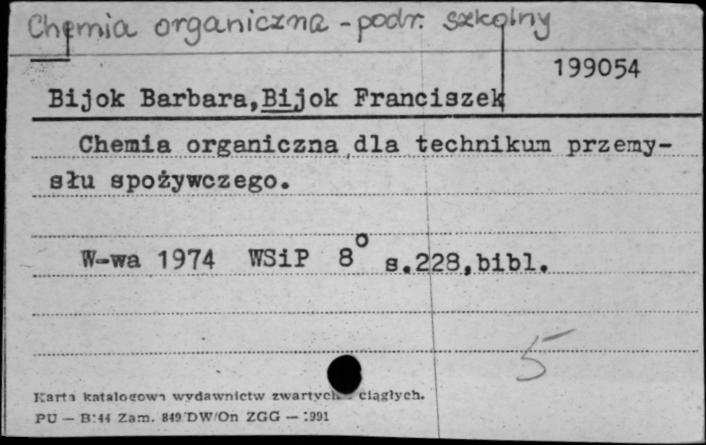 Chemia organiczna - podr. szkolny
199054
Bijok Barbara, Bijok Franciszek
Chemia organiczna dla technikum przemy-
słu spożywczego.
W-wa 1974 WSiP 8° s.228,bibl.
5
Karta katalogowa wydawnictw zwartych ciągłych.
PU — B:44 Zam. 849/DW/On ZGG — 1991